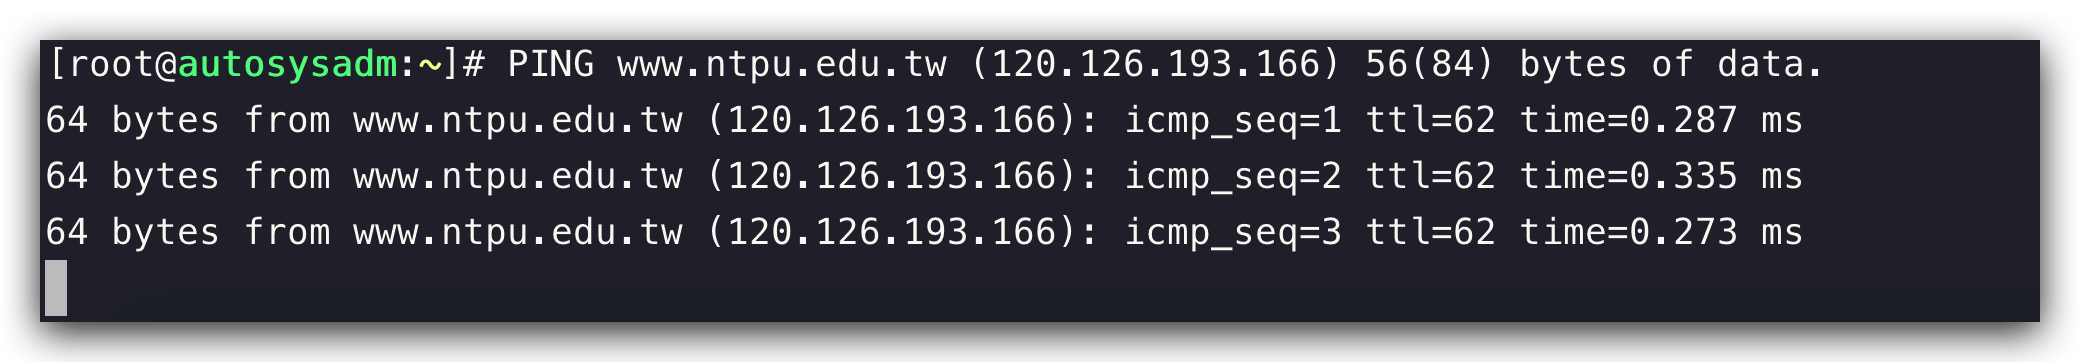 [root@autosysadm:~]# PING www.ntpu.edu.tw (120.126.193.166) 56(84) bytes of data.
64 bytes from www.ntpu.edu.tw (120.126.193.166): icmp_seq=1 ttl=62 time=0.287 ms
64 bytes from www.ntpu.edu.tw (120.126.193.166): icmp_seq=2 ttl=62 time=0.335 ms
64 bytes from www.ntpu.edu.tw (120.126.193.166): icmp_seq=3 ttl=62 time=0.273 ms